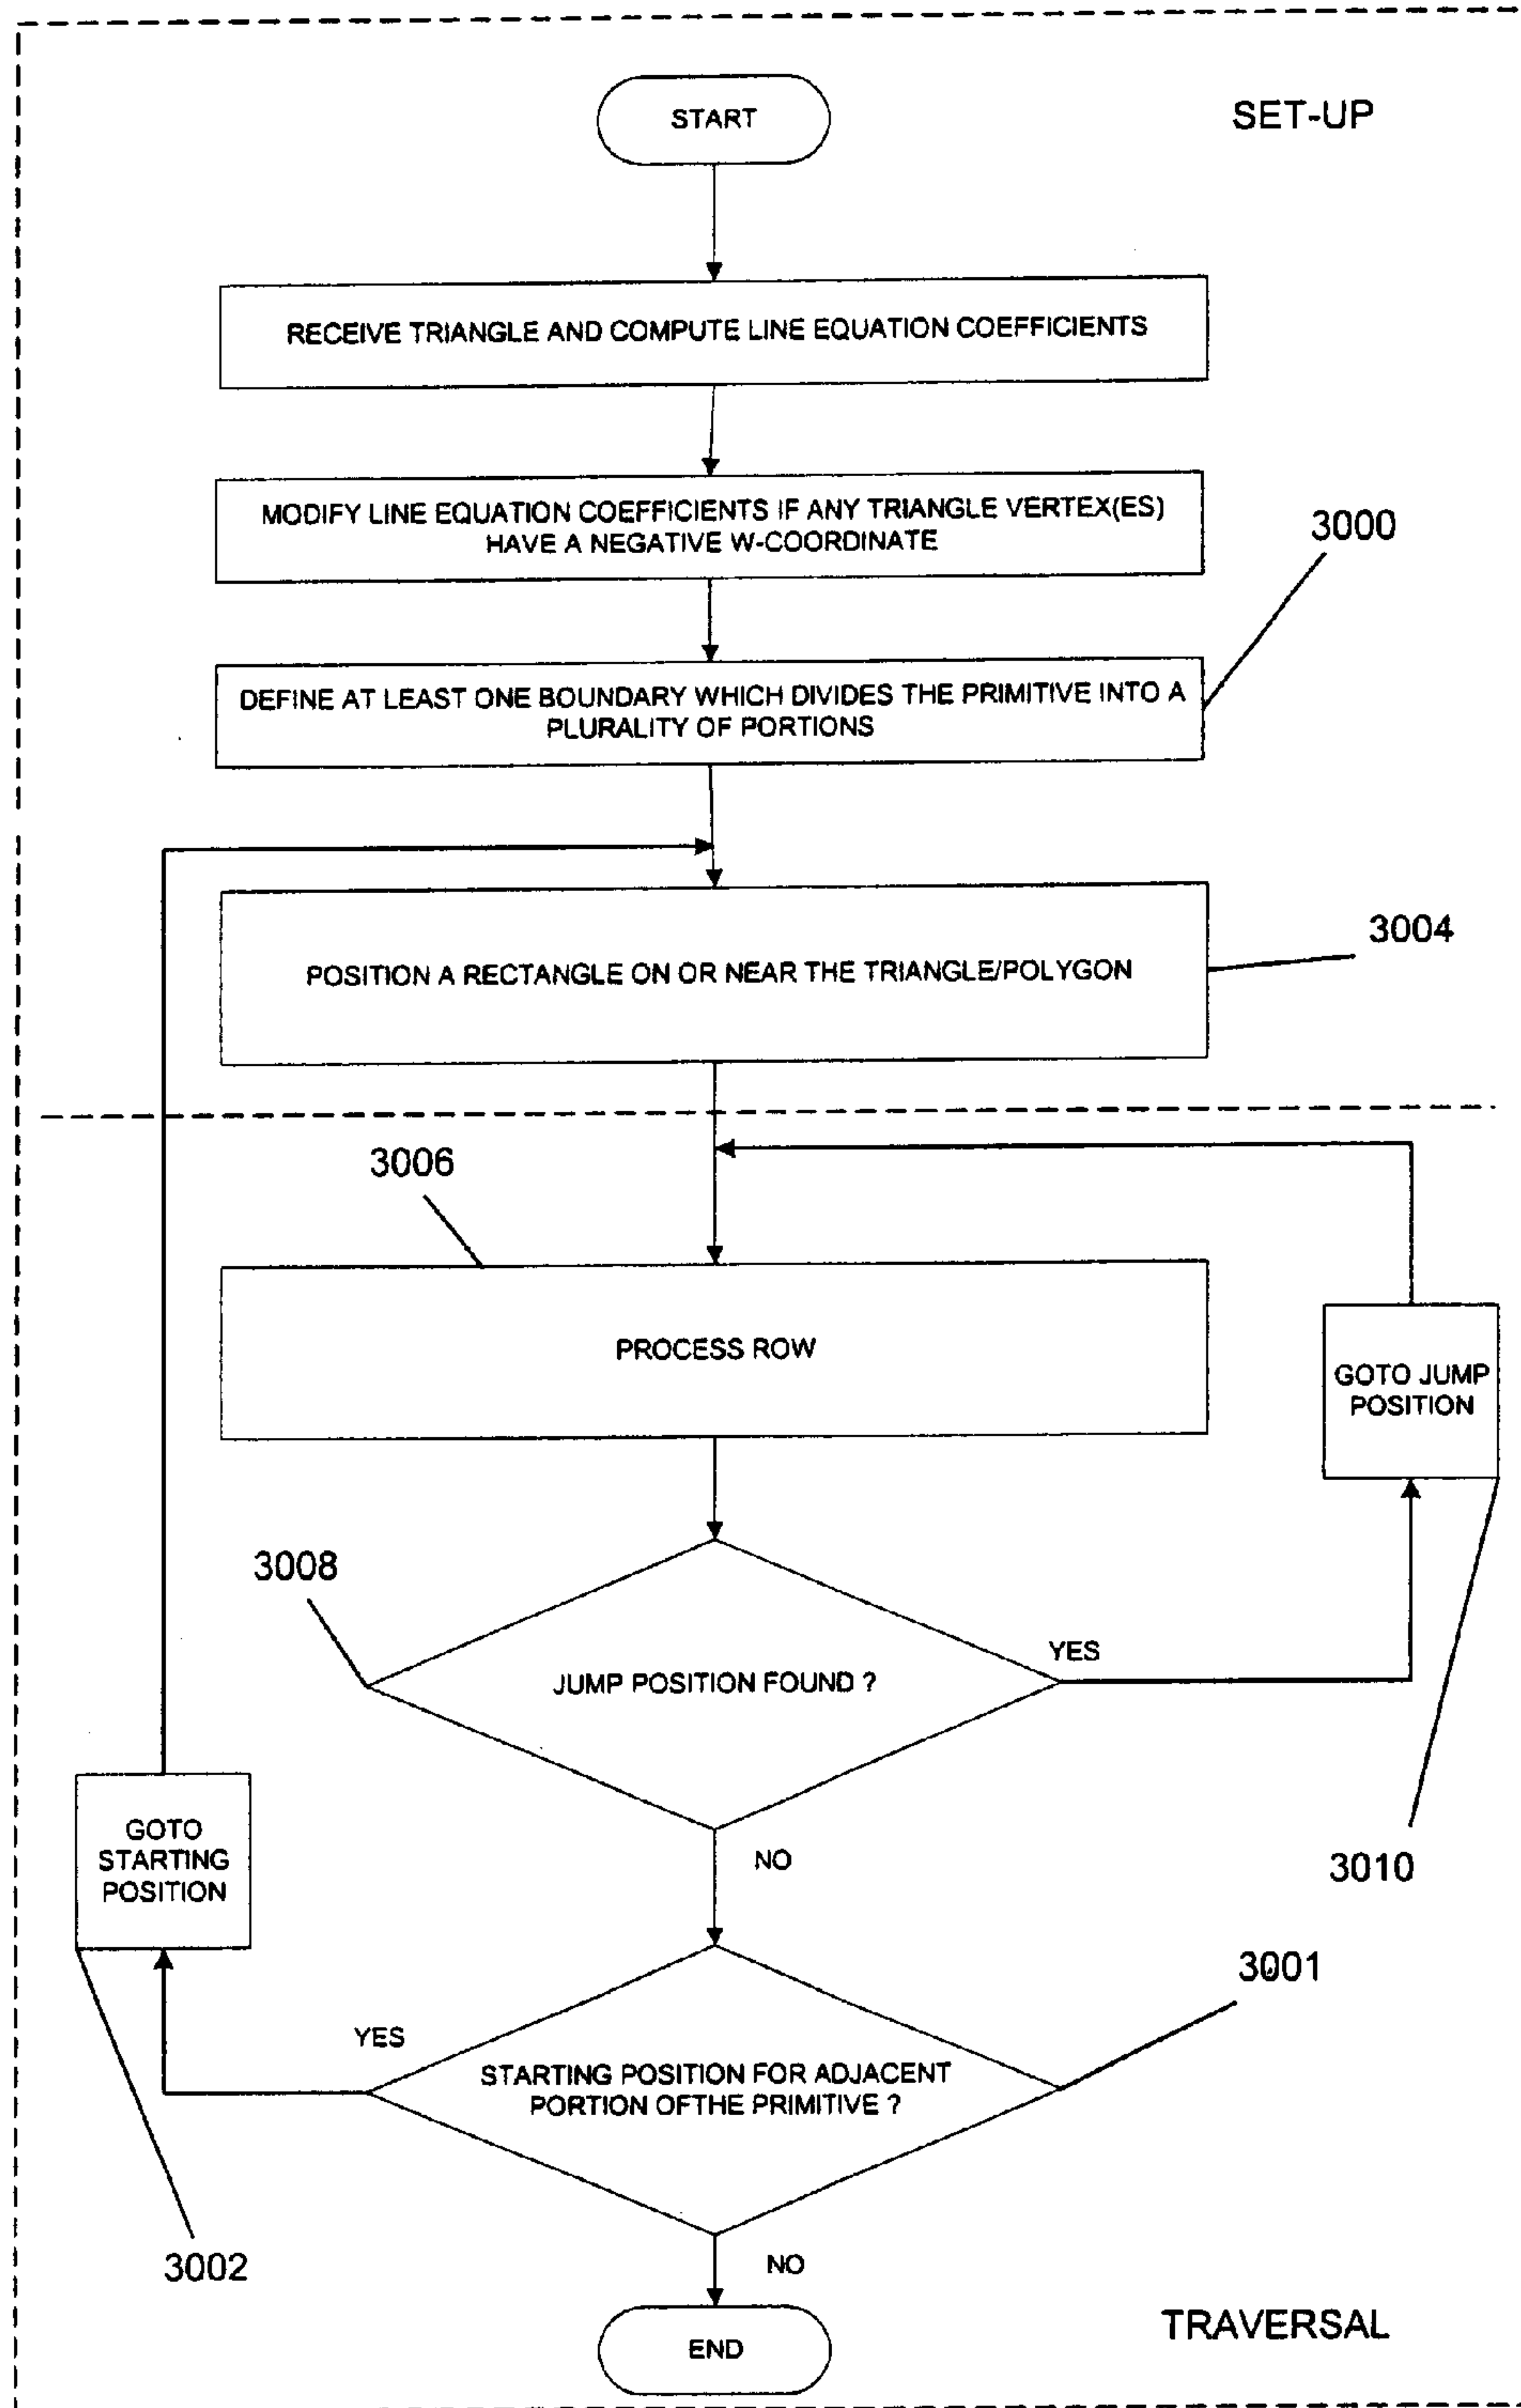 START
SET-UP
RECEIVE TRIANGLE AND COMPUTE LINE EQUATION COEFFICIENTS
MODIFY LINE EQUATION COEFFICIENTS IF ANY TRIANGLE VERTEX(ES)
HAVE A NEGATIVE W-COORDINATE
3000
DEFINE AT LEAST ONE BOUNDARY WHICH DIVIDES THE PRIMITIVE INTO A
PLURALITY OF PORTIONS
3004
POSITION A RECTANGLE ON OR NEAR THE TRIANGLE/POLYGON
3006
PROCESS ROW
GOTO JUMP
POSITION
3008
YES
JUMP POSITION FOUND ?
GOTO
STARTING
POSITION
NO
3010
3001
YES
STARTING POSITION FOR ADJACENT
PORTION OFTHE PRIMITIVE ?
3002
NO
TRAVERSAL
END